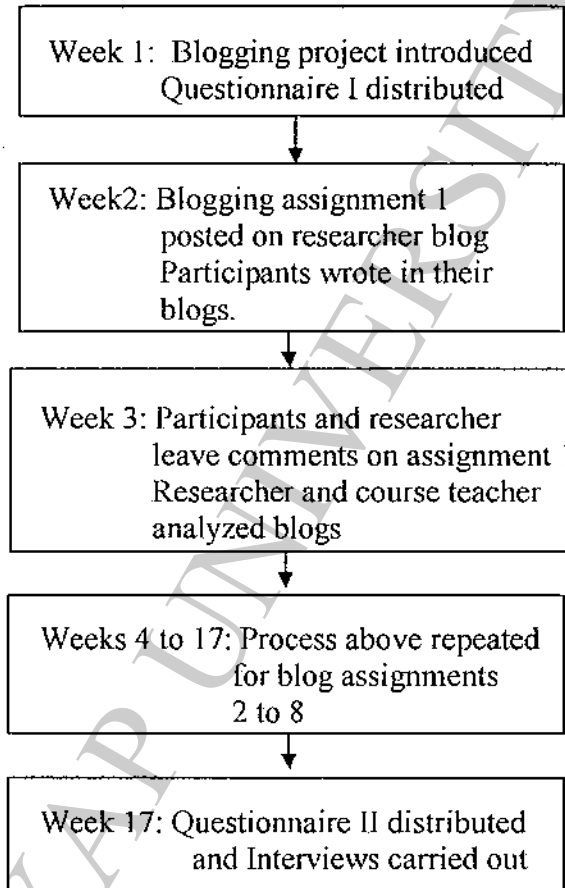 Week 1: Blogging project introduced
Questionnaire I distributed
Week2: Blogging assignment 1
posted on researcher blog
Participants wrote in their
blogs.
Week 3: Participants and researcher
leave comments on assignment
Researcher and course teacher
analyzed blogs
Weeks 4 to 17: Process above repeated
for blog assignments
2 to 8
Week 17: Questionnaire II distributed
and Interviews carried out
YAP UNIVERSITY